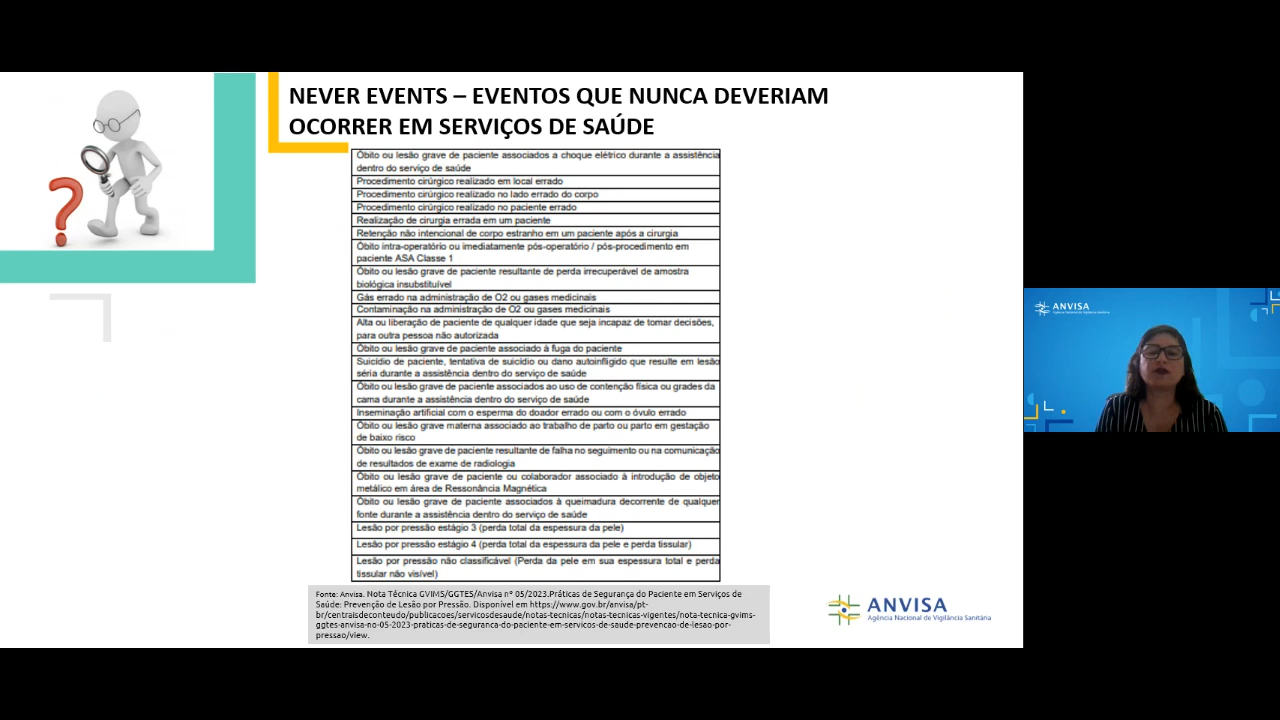 NEVER EVENTS – EVENTOS QUE NUNCA DEVERIAM
OCORRER EM SERVIÇOS DE SAÚDE
Óbito ou lesão grave de paciente associados a choque elétrico durante a assistência
dentro do serviço de saúde
Procedimento cirúrgico realizado em local errado
Procedimento cirúrgico realizado no lado errado do corpo
Procedimento cirúrgico realizado no paciente errado
Realização de cirurgia errada em um paciente
Retenção não intencional de corpo estranho em um paciente após a cirurgia
Óbito intra-operatório ou imediatamente pós-operatório / pós-procedimento em
paciente ASA Classe 1
Óbito ou lesão grave de paciente resultante de perda irrecuperável de amostra
biológica insubstituível
Gás errado na administração de O2 ou gases medicinais
Contaminação na administração de O2 ou gases medicinais
Alta ou liberação de paciente de qualquer idade que seja incapaz de tomar decisões,
para outra pessoa não autorizada
Óbito ou lesão grave de paciente associado à fuga do paciente
Suicídio de paciente, tentativa de suicídio ou dano autoinfligido que resulte em lesão
séria durante a assistência dentro do serviço de saúde
Óbito ou lesão grave de paciente associados ao uso de contenção física ou grades da
cama durante a assistência dentro do serviço de saúde
Inseminação artificial com o esperma do doador errado ou com o óvulo errado
Óbito ou lesão grave materna associado ao trabalho de parto ou parto em gestação
de baixo risco
Óbito ou lesão grave de paciente resultante de falha no seguimento ou na comunicação
de resultados de exame de radiologia
Óbito ou lesão grave de paciente ou colaborador associado à introdução de objeto
metálico em área de Ressonância Magnética
Óbito ou lesão grave de paciente associados à queimadura decorrente de qualquer
fonte durante a assistência dentro do serviço de saúde
Lesão por pressão estágio 3 (perda total da espessura da pele)
Lesão por pressão estágio 4 (perda total da espessura da pele e perda tissular)
Lesão por pressão não classificável (Perda da pele em sua espessura total e perda
tissular não visível)
Fonte: Anvisa. Nota Técnica GVIMS/GGTES/Anvisa nº 05/2023.Práticas de Segurança do Paciente em Serviços de
Saúde: Prevenção de Lesão por Pressão. Disponível em https://www.gov.br/anvisa/pt-
br/centraisdeconteudo/publicacoes/servicosdesaude/notas-tecnicas/notas-tecnicas-vigentes/nota-tecnica-gvims-
ggtes-anvisa-no-05-2023-praticas-de-seguranca-do-paciente-em-servicos-de-saude-prevencao-de-lesao-por-
pressao/view.
ANVISA
Agência Nacional de Vigilância Sanitária
ANVISA
Agência Nacional de Vigilância Sanitária